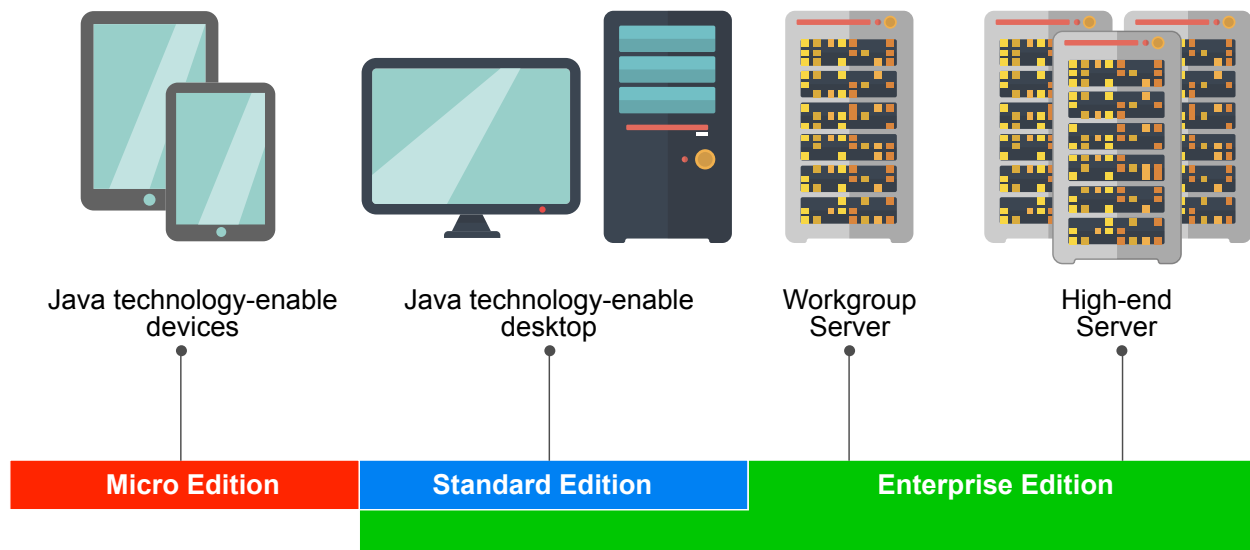 Java technology-enable
devices
Java technology-enable
desktop
Workgroup
Server
High-end
Server
Micro Edition
Standard Edition
Enterprise Edition